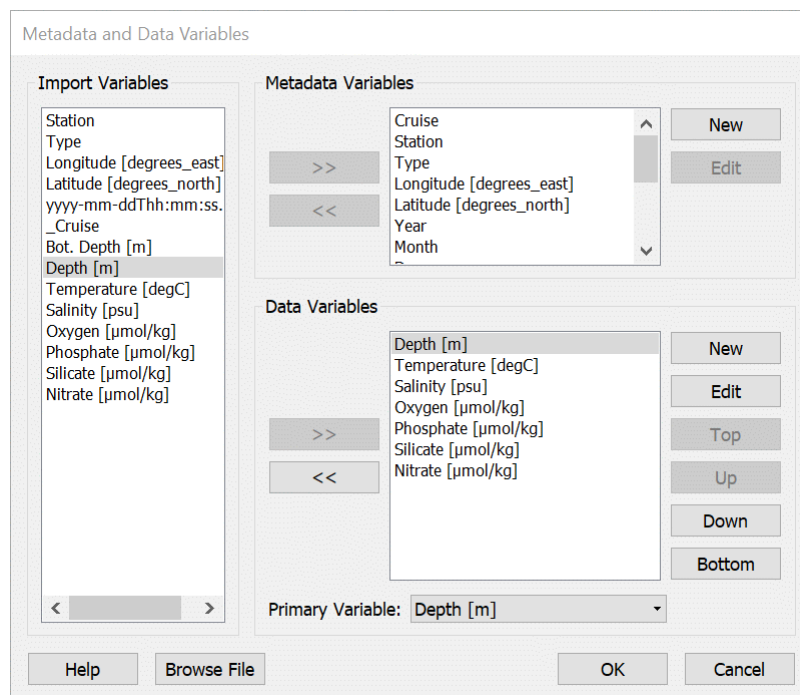 Metadata and Data Variables
Import Variables
Station
Type
Longitude [degrees_east]
Latitude [degrees_north]
yyyy-mm-ddThh:mm:ss.
_Cruise
Bot. Depth [m]
Depth [m]
Temperature [degC]
Salinity [psu]
Oxygen [µmol/kg]
Phosphate [µmol/kg]
Silicate [µmol/kg]
Nitrate [µmol/kg]
Metadata Variables
>>
<<
Cruise
Station
Type
Longitude [degrees_east]
Latitude [degrees_north]
Year
Month
New
Edit
Data Variables
>>
<<
Depth [m]
Temperature [degC]
Salinity [psu]
Oxygen [µmol/kg]
Phosphate [µmol/kg]
Silicate [µmol/kg]
Nitrate [µmol/kg]
New
Edit
Top
Up
Down
Bottom
Primary Variable: Depth [m]
Help Browse File OK Cancel